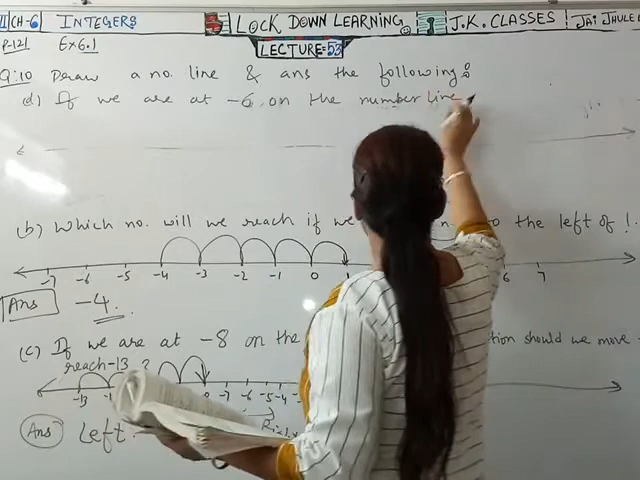 CH-6 INTEGERS LOCK DOWN LEARNING J.K. CLASSES JAI JHULE
P-121 Ex 6.1 LECTURE=53
Q:10 Draw a no. line & ans the following :
d) If we are at -6 on the number line
(b) Which no. will we reach if we to the left of 1.
-7 -6 -5 -4 -3 -2 -1 0 1 6 7
Ans -4.
(c) If we are at -8 on the tion should we move
reach -13 ?
-13 -8 -7 -6 -5 -4
Ans Left